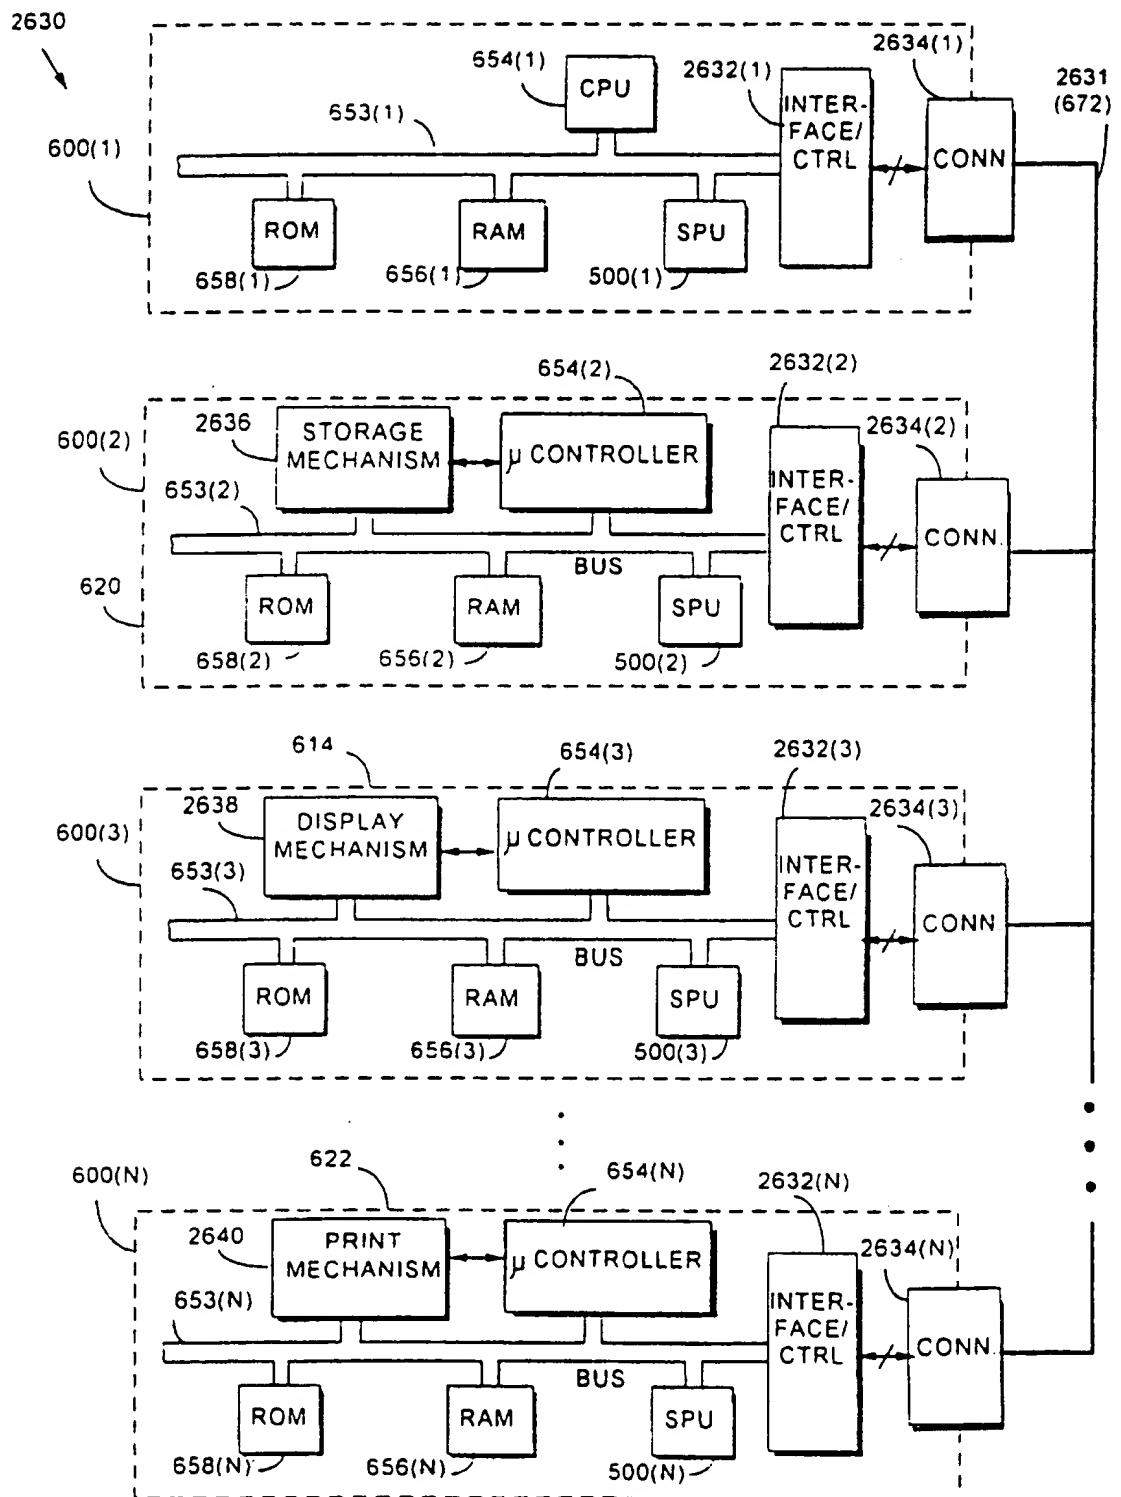 2630
2634(1)
654(1)
2632(1)
2631
(672)
CPU
INTER-
FACE/
CTRL
653(1)
600(1)
CONN
ROM
RAM
SPU
658(1)
656(1)
500(1)
654(2)
2632(2)
2636
STORAGE
MECHANISM
μ CONTROLLER
600(2)
2634(2)
INTER-
FACE/
CTRL
653(2)
CONN.
BUS
620
ROM
RAM
SPU
658(2)
656(2)
500(2)
614
654(3)
2632(3)
2638
DISPLAY
MECHANISM
μ CONTROLLER
2634(3)
600(3)
INTER-
FACE/
CTRL
653(3)
CONN
BUS
ROM
RAM
SPU
658(3)
656(3)
500(3)
622
600(N)
654(N)
2632(N)
2640
PRINT
MECHANISM
μ CONTROLLER
2634(N)
653(N)
INTER-
FACE/
CTRL
CONN.
BUS
ROM
RAM
SPU
658(N)
656(N)
500(N)